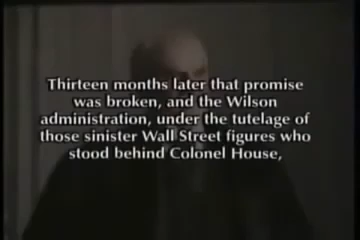 Thirteen months later that promise
was broken, and the Wilson
administration, under the tutelage of
those sinister Wall Street figures who
stood behind Colonel House,